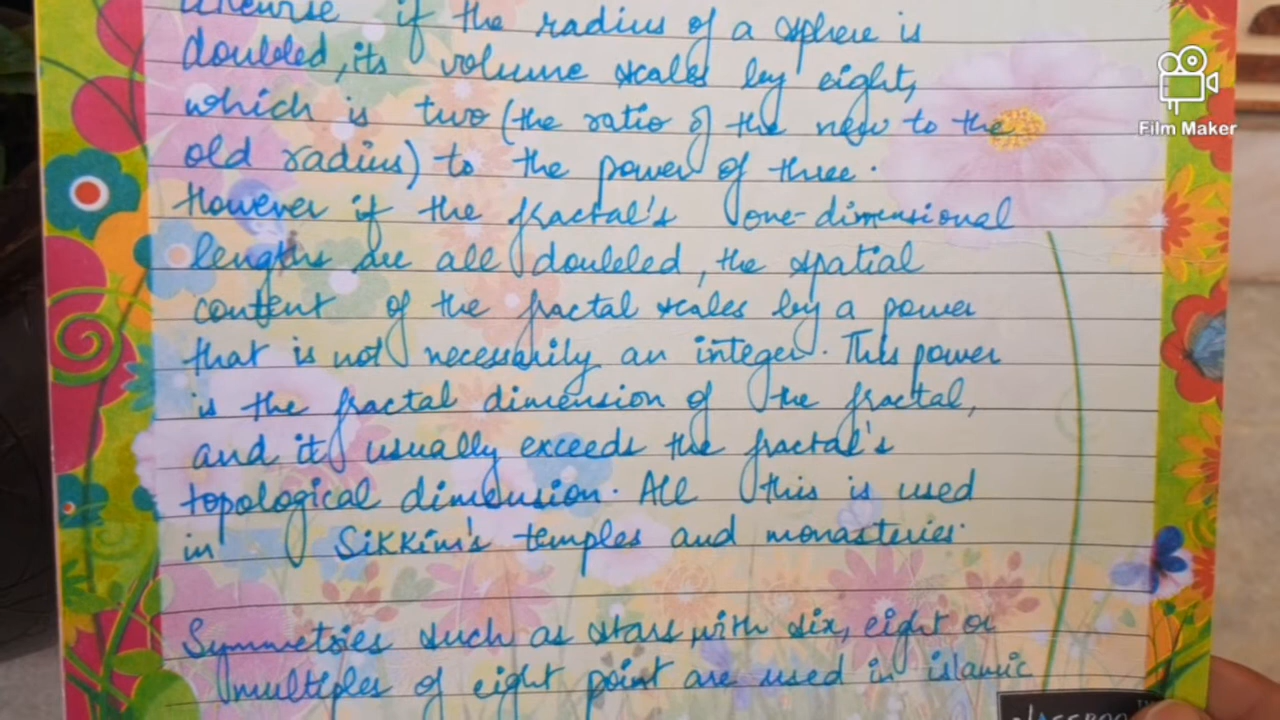 likewise if the radius of a sphere is
doubled, its volume scales by eight,
which is two (the ratio of the new to the
old radius) to the power of three.
However if the fractal's one-dimensional
lengths are all doubled, the spatial
content of the fractal scales by a power
that is not necessarily an integer. This power
is the fractal dimension of the fractal,
and it usually exceeds the fractal's
topological dimension. All this is used
in Sikkim's temples and monasteries.
Symmetries such as stars with six, eight or
multiples of eight point are used in islamic
Film Maker